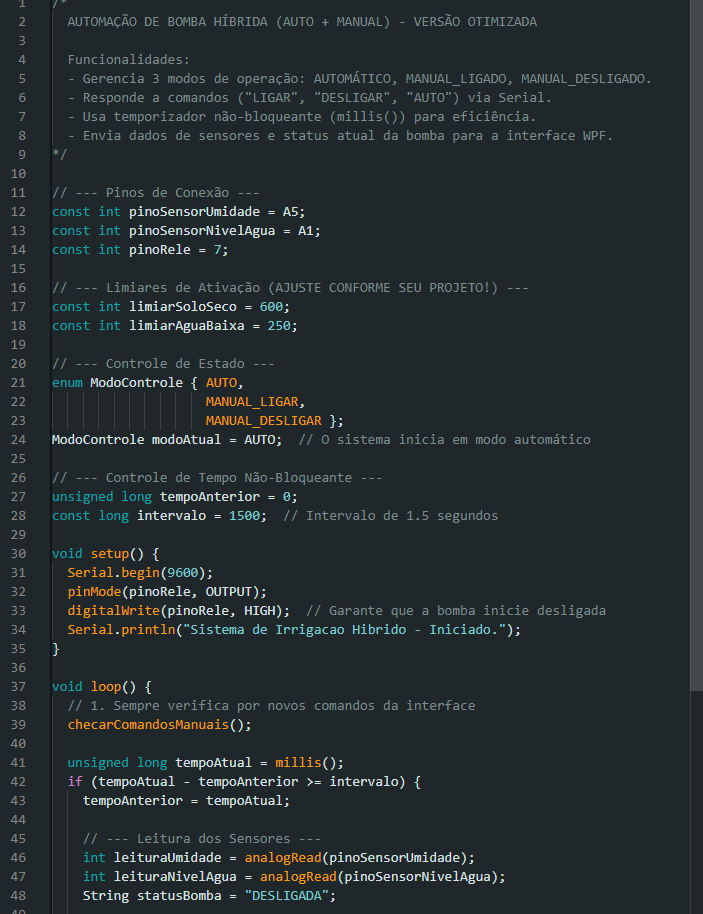 1 /*
2 AUTOMAÇÃO DE BOMBA HÍBRIDA (AUTO + MANUAL) - VERSÃO OTIMIZADA
3
4 Funcionalidades:
5 - Gerencia 3 modos de operação: AUTOMÁTICO, MANUAL_LIGADO, MANUAL_DESLIGADO.
6 - Responde a comandos ("LIGAR", "DESLIGAR", "AUTO") via Serial.
7 - Usa temporizador não-bloqueante (millis()) para eficiência.
8 - Envia dados de sensores e status atual da bomba para a interface WPF.
9 */
10
11 // --- Pinos de Conexão ---
12 const int pinoSensorUmidade = A5;
13 const int pinoSensorNivelAgua = A1;
14 const int pinoRele = 7;
15
16 // --- Limiares de Ativação (AJUSTE CONFORME SEU PROJETO!) ---
17 const int limiarSoloSeco = 600;
18 const int limiarAguaBaixa = 250;
19
20 // --- Controle de Estado ---
21 enum ModoControle { AUTO,
22 MANUAL_LIGAR,
23 MANUAL_DESLIGAR };
24 ModoControle modoAtual = AUTO;  // O sistema inicia em modo automático
25
26 // --- Controle de Tempo Não-Bloqueante ---
27 unsigned long tempoAnterior = 0;
28 const long intervalo = 1500;  // Intervalo de 1.5 segundos
29
30 void setup() {
31 Serial.begin(9600);
32 pinMode(pinoRele, OUTPUT);
33 digitalWrite(pinoRele, HIGH);  // Garante que a bomba inicie desligada
34 Serial.println("Sistema de Irrigacao Hibrido - Iniciado.");
35 }
36
37 void loop() {
38 // 1. Sempre verifica por novos comandos da interface
39 checarComandosManuais();
40
41 unsigned long tempoAtual = millis();
42 if (tempoAtual - tempoAnterior >= intervalo) {
43 tempoAnterior = tempoAtual;
44
45 // --- Leitura dos Sensores ---
46 int leituraUmidade = analogRead(pinoSensorUmidade);
47 int leituraNivelAgua = analogRead(pinoSensorNivelAgua);
48 String statusBomba = "DESLIGADA";